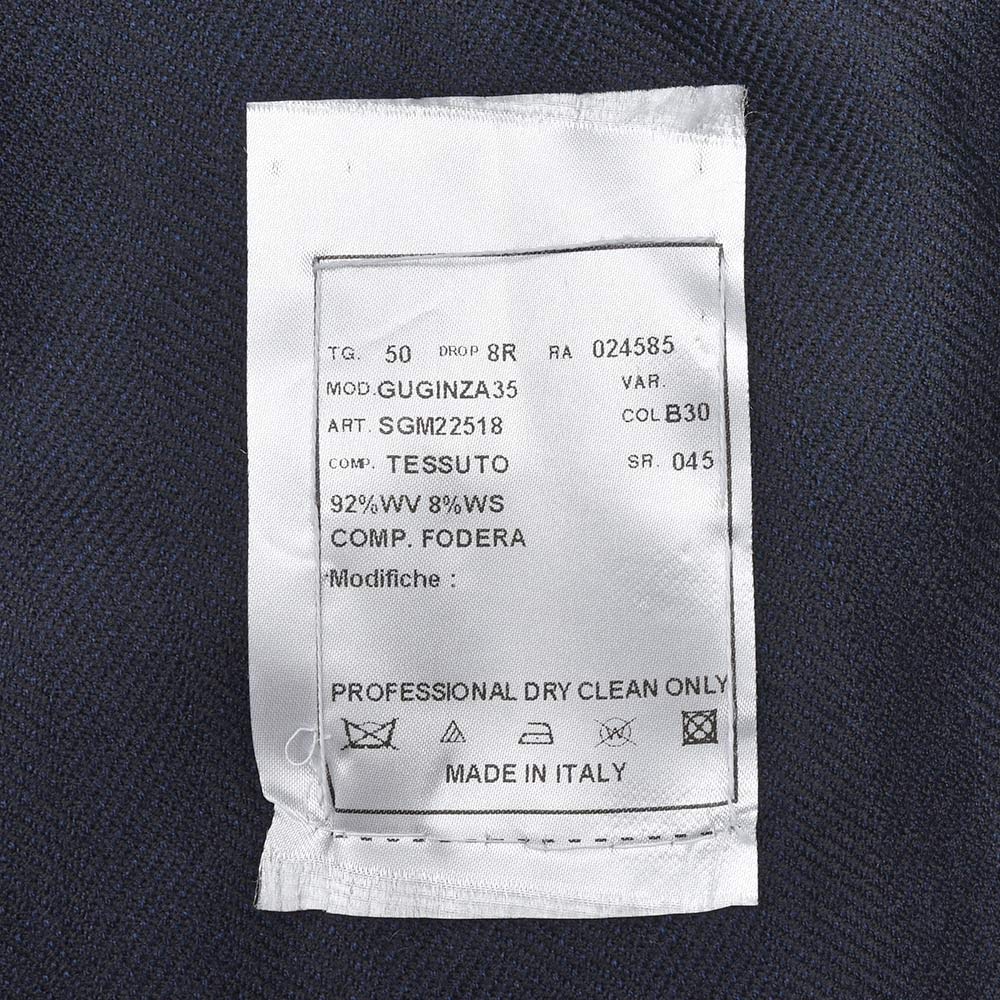 TG. 50 DROP 8R RA 024585
MOD.GUGINZA35 VAR.
ART. SGM22518 COL B30
COMP. TESSUTO SR. 045
92%WV 8%WS
COMP. FODERA
Modifiche :
PROFESSIONAL DRY CLEAN ONLY
W
MADE IN ITALY